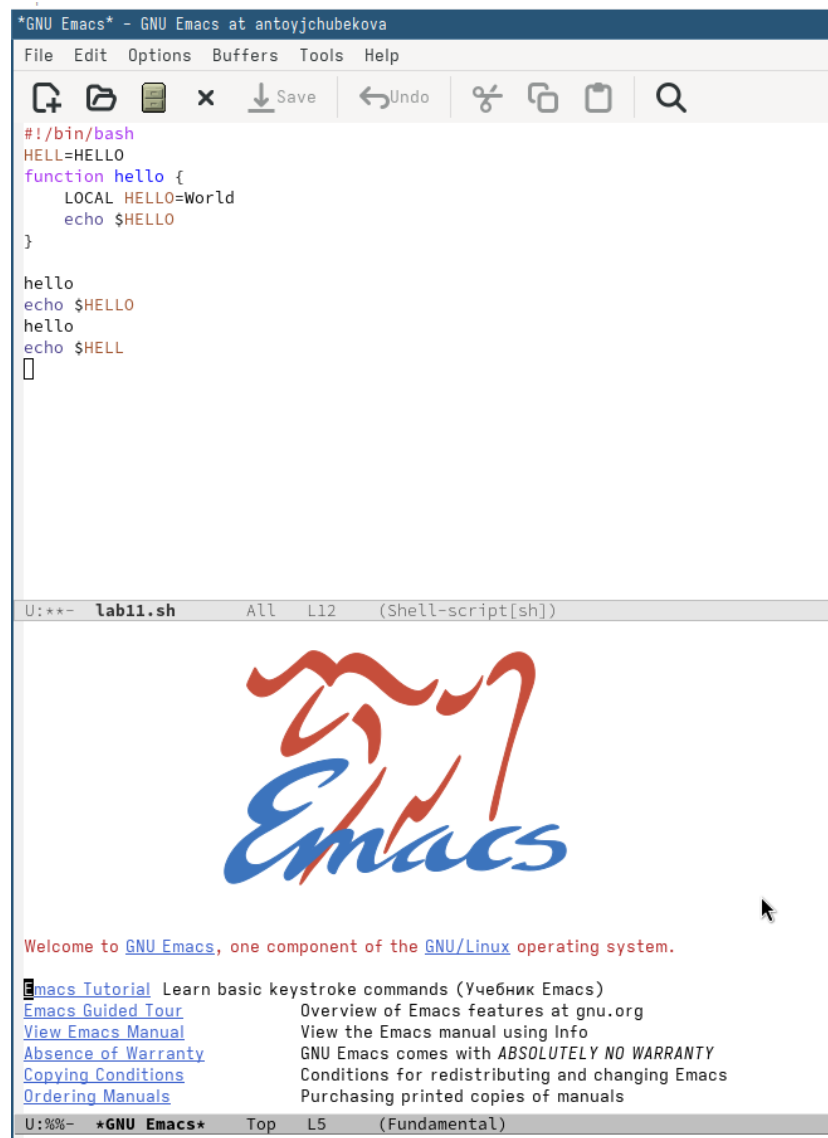 *GNU Emacs* - GNU Emacs at antoyjchubekova
File Edit Options Buffers Tools Help
Save Undo
#!/bin/bash
HELL=HELLO
function hello {
    LOCAL HELLO=World
    echo $HELLO
}
hello
echo $HELLO
hello
echo $HELL
U:**- lab11.sh All L12 (Shell-script[sh])
Emacs
Welcome to GNU Emacs, one component of the GNU/Linux operating system.
Emacs Tutorial Learn basic keystroke commands (Учебник Emacs)
Emacs Guided Tour Overview of Emacs features at gnu.org
View Emacs Manual View the Emacs manual using Info
Absence of Warranty GNU Emacs comes with ABSOLUTELY NO WARRANTY
Copying Conditions Conditions for redistributing and changing Emacs
Ordering Manuals Purchasing printed copies of manuals
U:%%- *GNU Emacs* Top L5 (Fundamental)